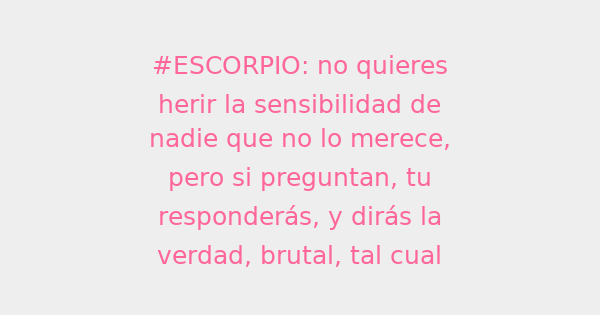 #ESCORPIO: no quieres
herir la sensibilidad de
nadie que no lo merece,
pero si preguntan, tu
responderás, y dirás la
verdad, brutal, tal cual